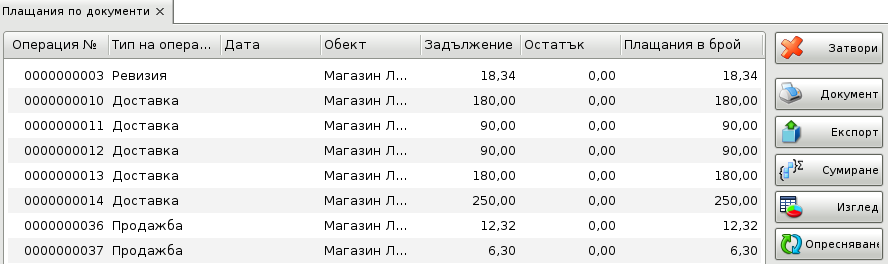 Плащания по документи ×
Операция № Тип на опера... Дата Обект Задължение Остатък Плащания в брой
0000000003 Ревизия Магазин Л... 18,34 0,00 18,34
0000000010 Доставка Магазин Л... 180,00 0,00 180,00
0000000011 Доставка Магазин Л... 90,00 0,00 90,00
0000000012 Доставка Магазин Л... 90,00 0,00 90,00
0000000013 Доставка Магазин Л... 180,00 0,00 180,00
0000000014 Доставка Магазин Л... 250,00 0,00 250,00
0000000036 Продажба Магазин Л... 12,32 0,00 12,32
0000000037 Продажба Магазин Л... 6,30 0,00 6,30
Затвори
Документ
Експорт
Сумиране
Изглед
Опресняване